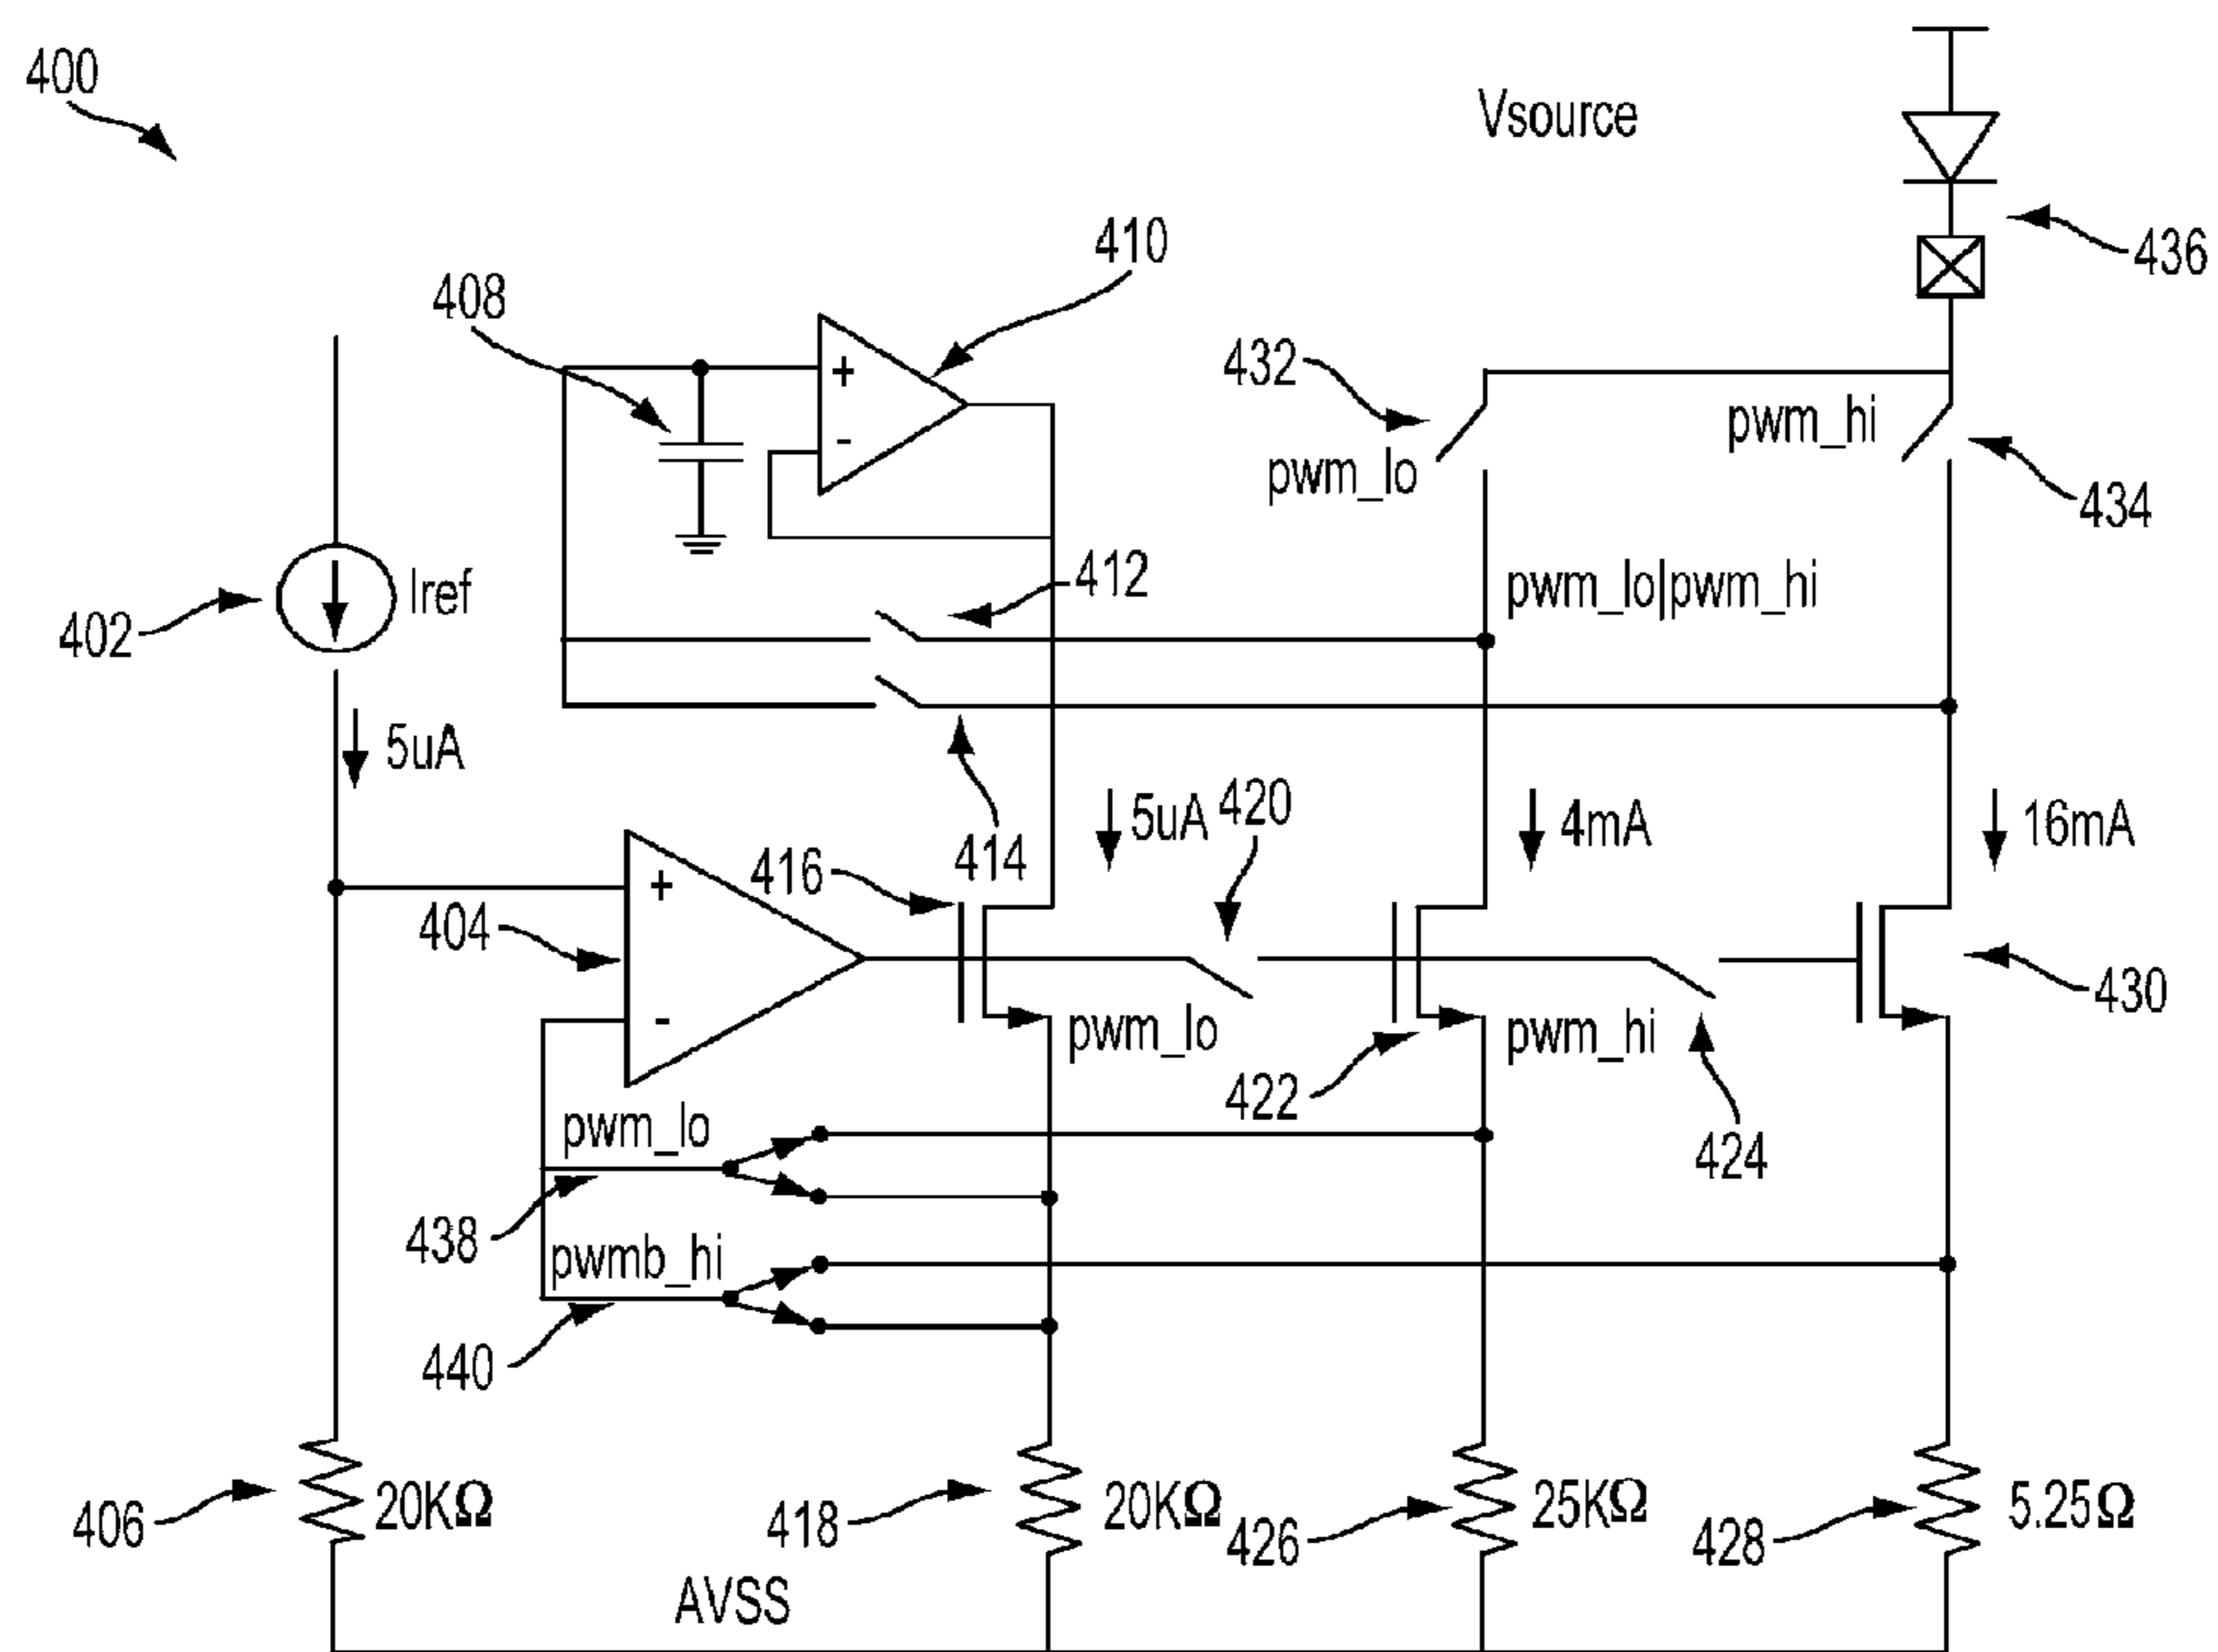 400
Vsource
436
410
408
432
pwm_lo
pwm_hi
434
+
-
402
Iref
412
pwm_lo|pwm_hi
5uA
414
5uA
420
4mA
16mA
416
404
+
-
pwm_lo
422
pwm_hi
424
430
pwm_lo
438
pwmb_hi
440
406
20KΩ
418
20KΩ
426
25KΩ
428
5.25Ω
AVSS